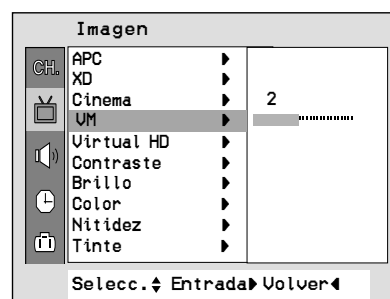 Imagen
CH.
APC
XD
Cinema
VM
Virtual HD
Contraste
Brillo
Color
Nitidez
Tinte
2
Selecc. Entrada Volver